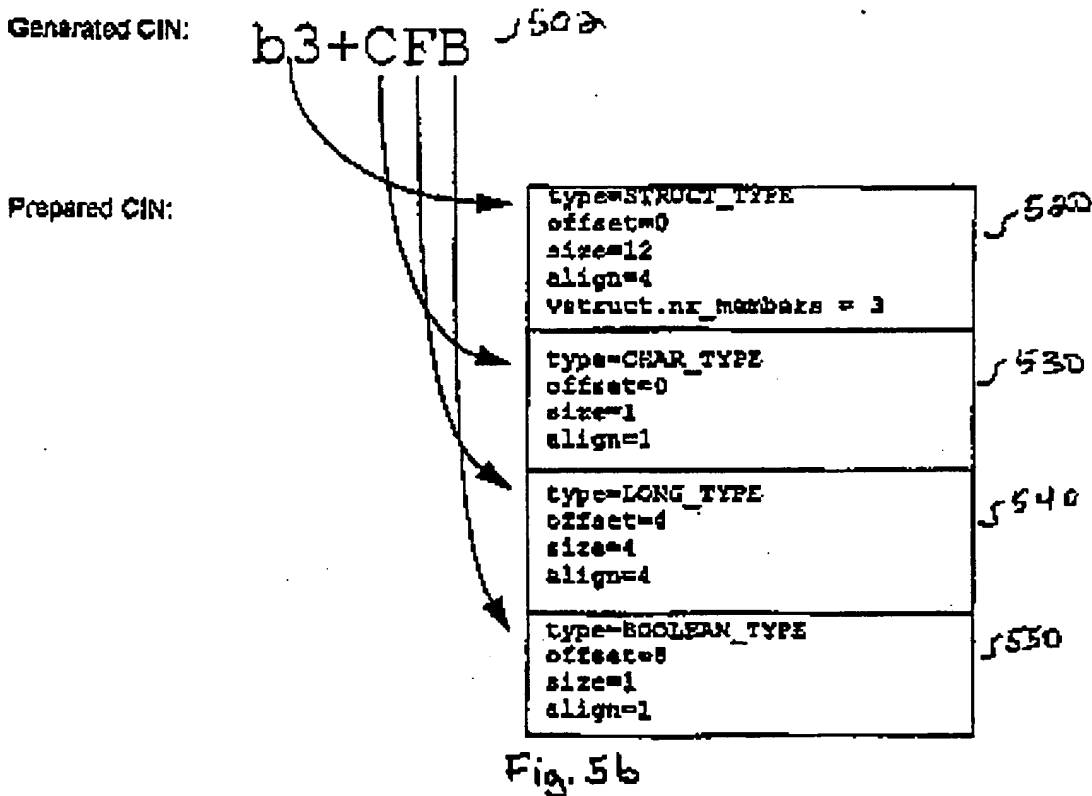 Generated CIN:
b3+CFB
502
Prepared CIN:
type=STRUCT_TYPE
offset=0
size=12
align=4
vstruct.nr_members = 3
520
type=CHAR_TYPE
offset=0
size=1
align=1
530
type=LONG_TYPE
offset=4
size=4
align=4
540
type=BOOLEAN_TYPE
offset=8
size=1
align=1
550
Fig. 5b